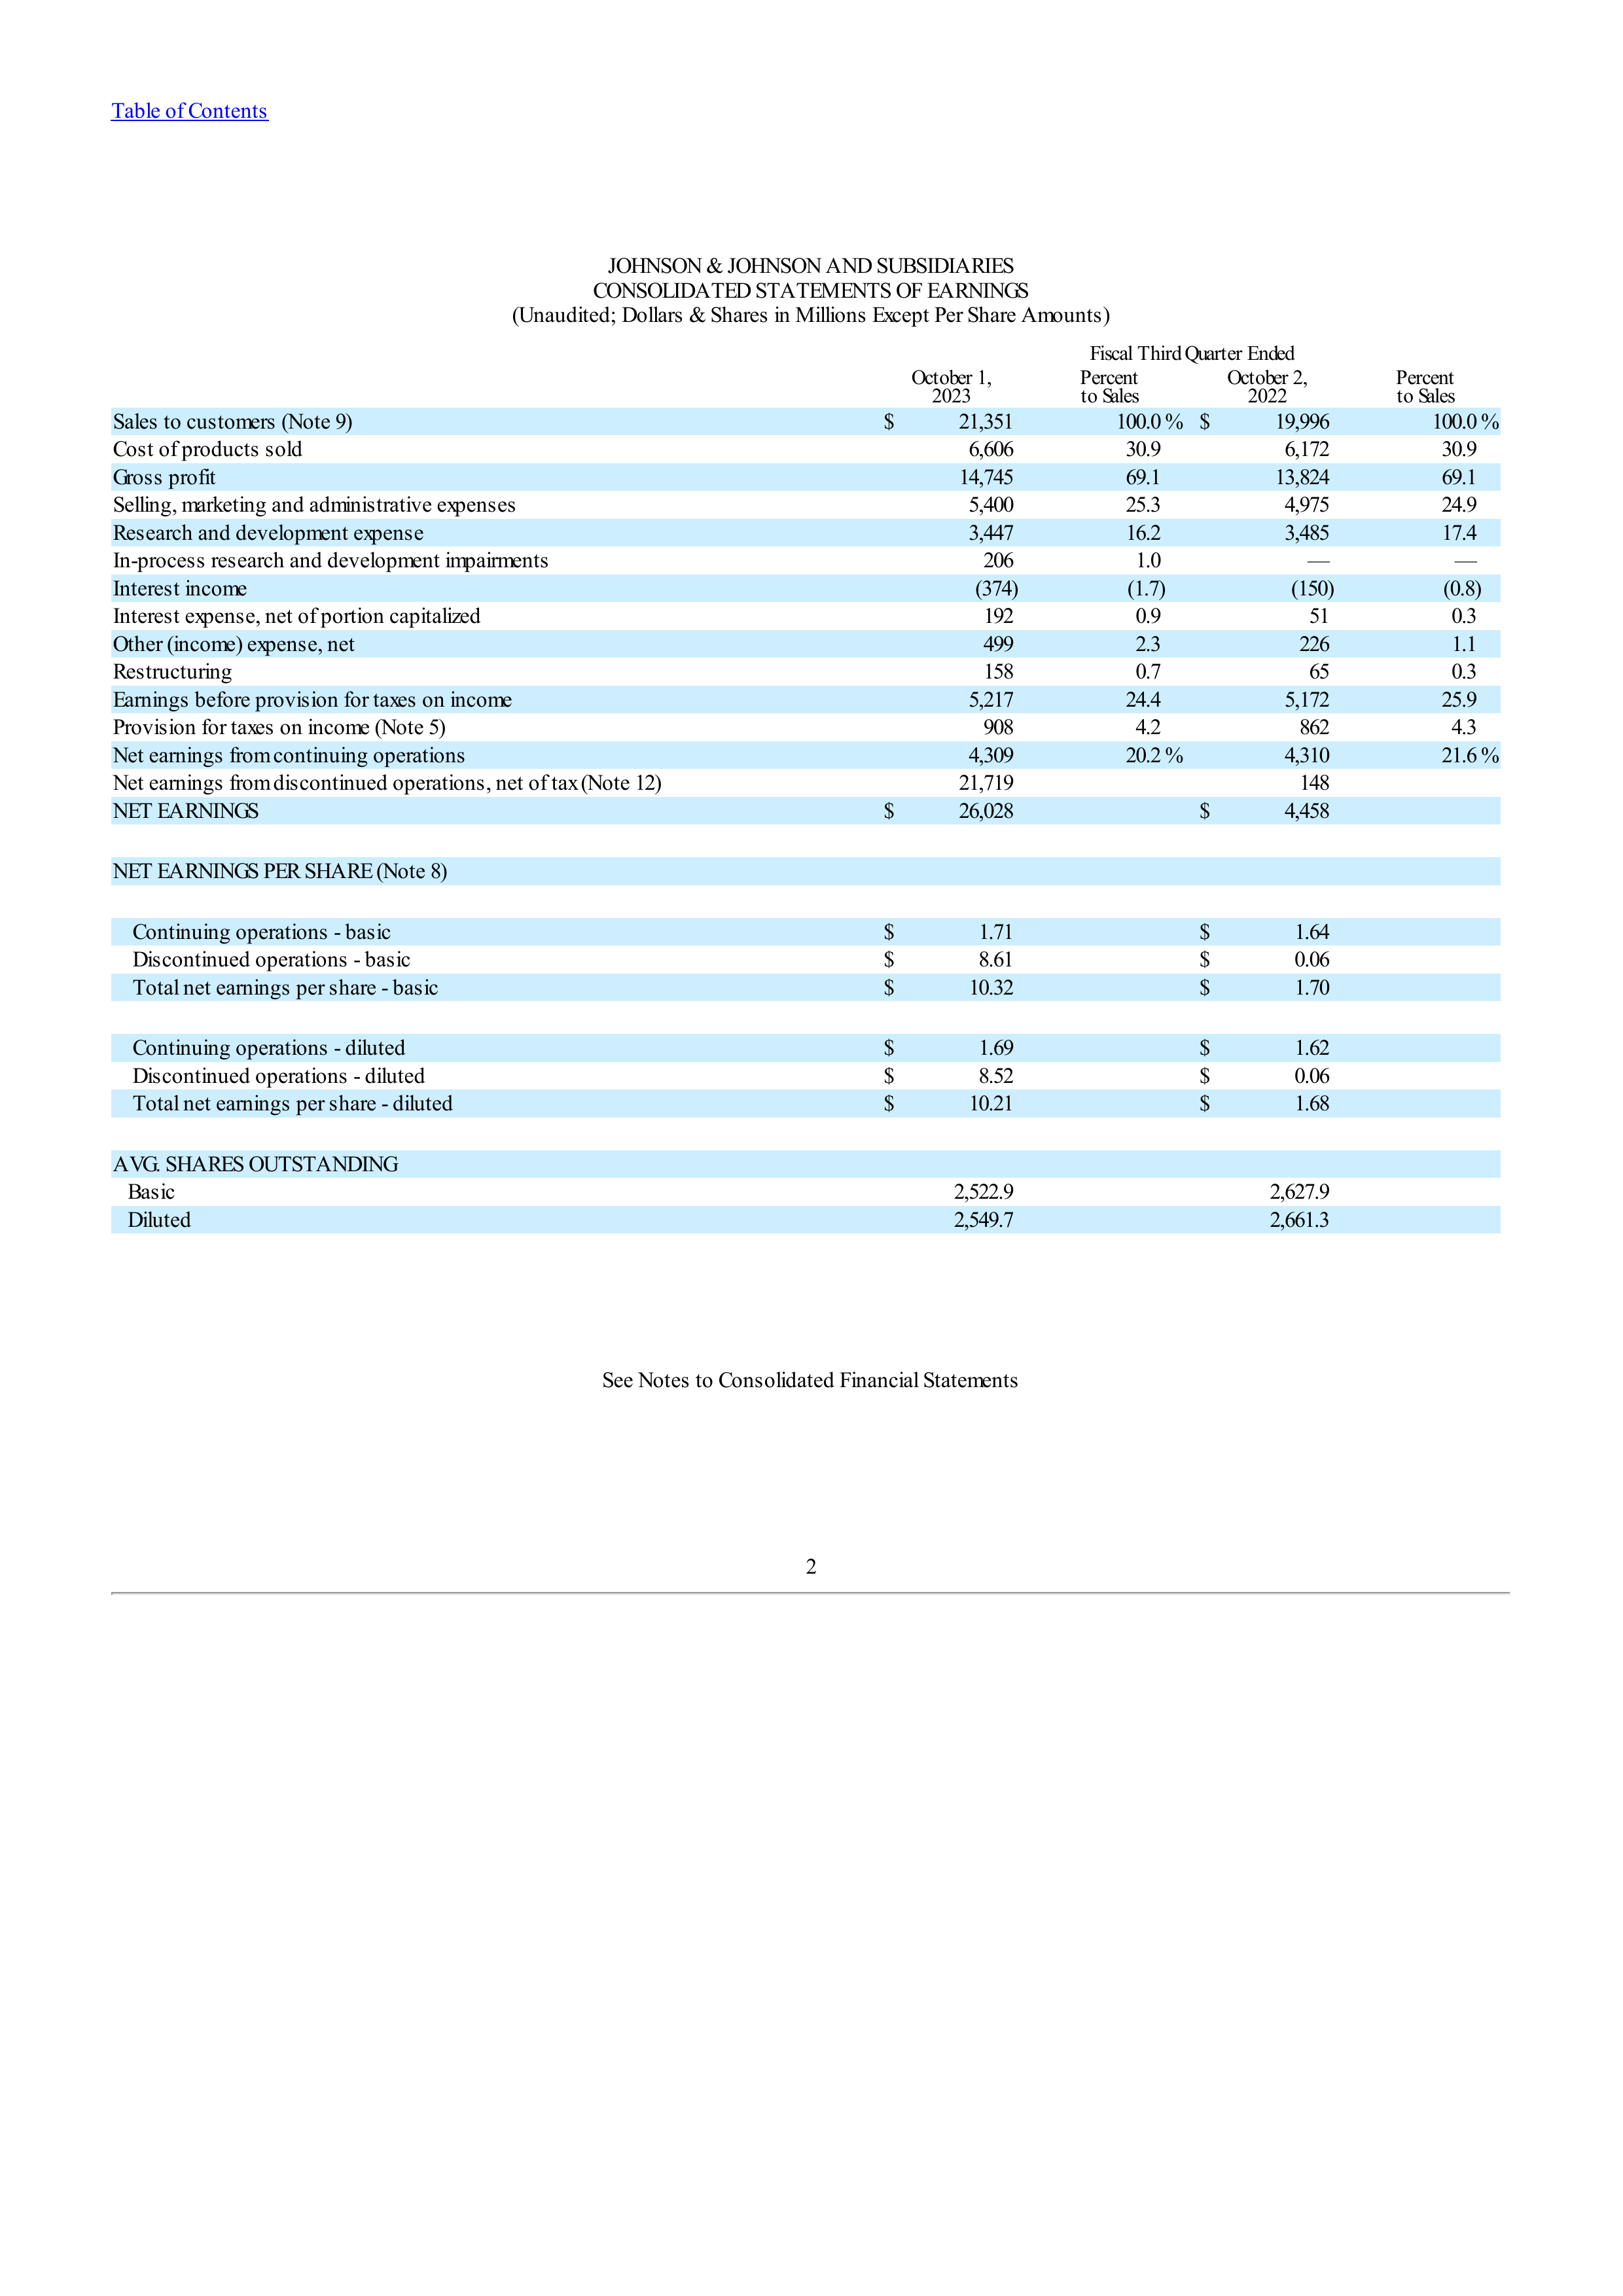 Table of Contents
JOHNSON & JOHNSON AND SUBSIDIARIES
CONSOLIDATED STATEMENTS OF EARNINGS
(Unaudited; Dollars & Shares in Millions Except Per Share Amounts)
Fiscal Third Quarter Ended
October 1, 2023 Percent to Sales October 2, 2022 Percent to Sales
Sales to customers (Note 9) $ 21,351 100.0 % $ 19,996 100.0 %
Cost of products sold 6,606 30.9 6,172 30.9
Gross profit 14,745 69.1 13,824 69.1
Selling, marketing and administrative expenses 5,400 25.3 4,975 24.9
Research and development expense 3,447 16.2 3,485 17.4
In-process research and development impairments 206 1.0 — —
Interest income (374) (1.7) (150) (0.8)
Interest expense, net of portion capitalized 192 0.9 51 0.3
Other (income) expense, net 499 2.3 226 1.1
Restructuring 158 0.7 65 0.3
Earnings before provision for taxes on income 5,217 24.4 5,172 25.9
Provision for taxes on income (Note 5) 908 4.2 862 4.3
Net earnings from continuing operations 4,309 20.2 % 4,310 21.6 %
Net earnings from discontinued operations, net of tax (Note 12) 21,719 148
NET EARNINGS $ 26,028 $ 4,458
NET EARNINGS PER SHARE (Note 8)
Continuing operations - basic $ 1.71 $ 1.64
Discontinued operations - basic $ 8.61 $ 0.06
Total net earnings per share - basic $ 10.32 $ 1.70
Continuing operations - diluted $ 1.69 $ 1.62
Discontinued operations - diluted $ 8.52 $ 0.06
Total net earnings per share - diluted $ 10.21 $ 1.68
AVG. SHARES OUTSTANDING
Basic 2,522.9 2,627.9
Diluted 2,549.7 2,661.3
See Notes to Consolidated Financial Statements
2